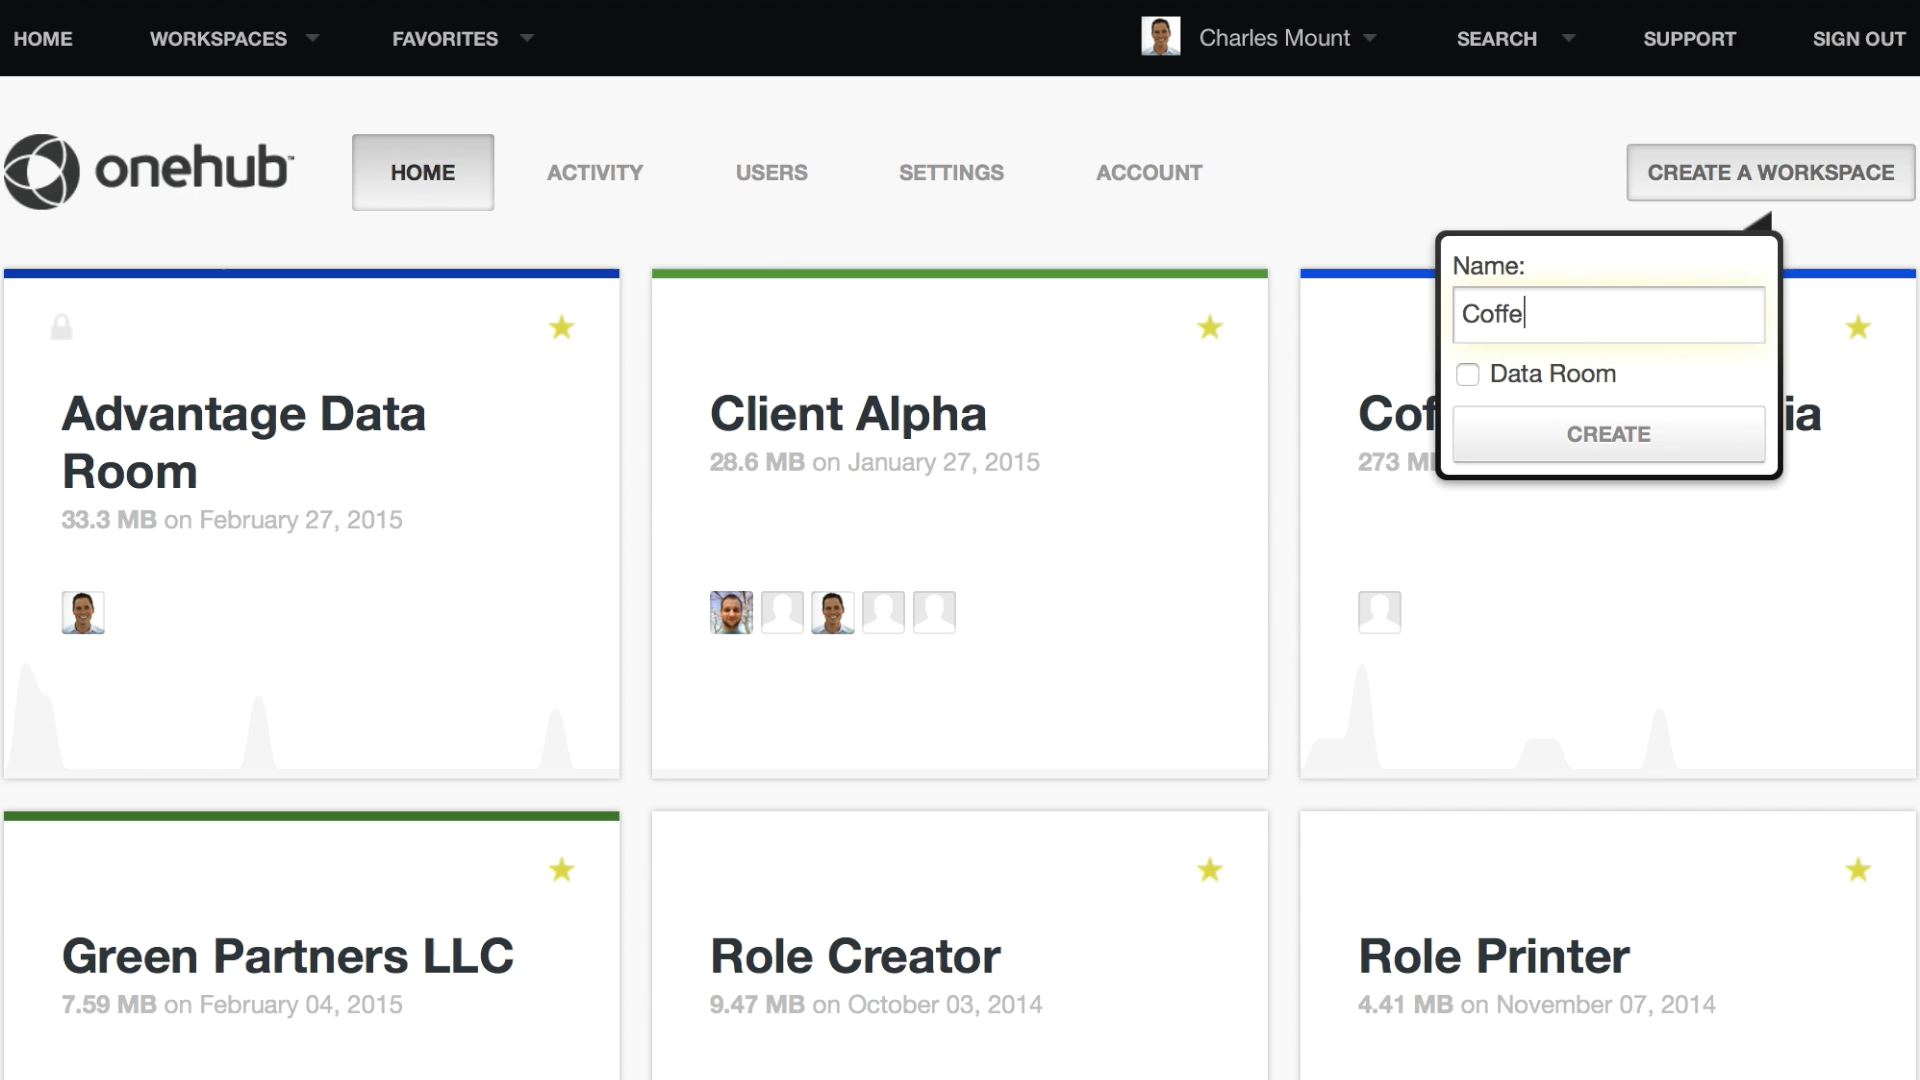 HOME WORKSPACES FAVORITES Charles Mount SEARCH SUPPORT SIGN OUT
onehub™ HOME ACTIVITY USERS SETTINGS ACCOUNT CREATE A WORKSPACE
Name:
Coffe
Data Room
CREATE
Advantage Data
Room
33.3 MB on February 27, 2015
Client Alpha
28.6 MB on January 27, 2015
273
Green Partners LLC
7.59 MB on February 04, 2015
Role Creator
9.47 MB on October 03, 2014
Role Printer
4.41 MB on November 07, 2014